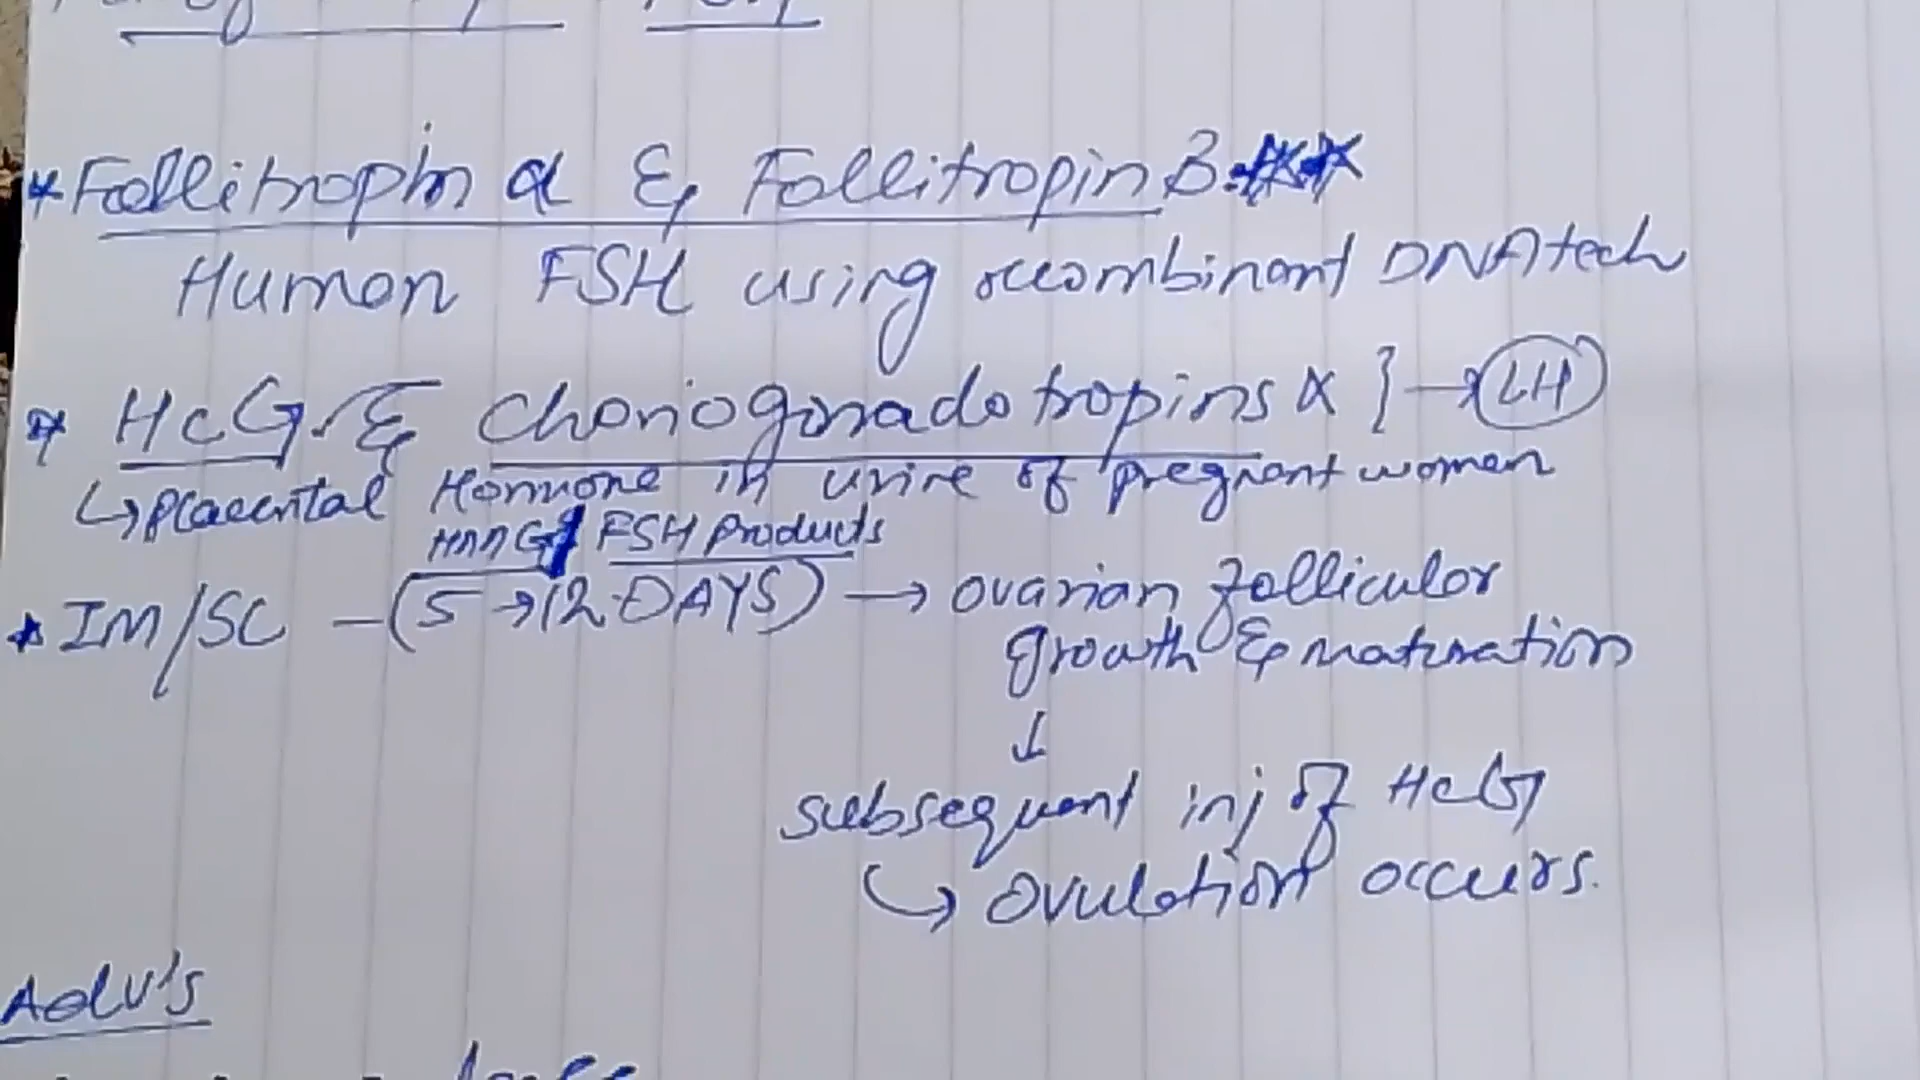 * Follitropin α & Follitropin B. ***
Human FSH using recombinant DNA tech
* HcG. & Choriogonadotropins α } → LH
↳ placental Hormone in urine of pregnant women
HMG / FSH Products
* IM/SC – (5 → 12 DAYS) → ovarian follicular
growth & maturation
↓
subsequent inj of HcG
↳ ovulation occurs.
Adv's